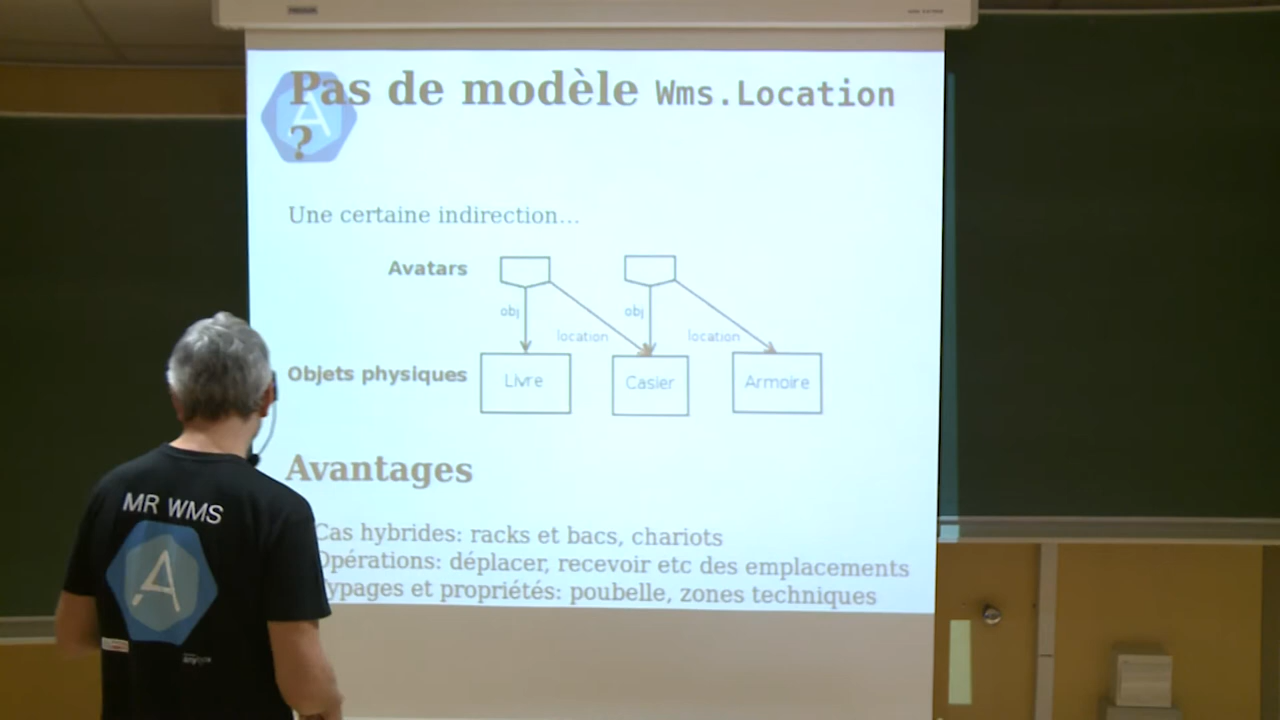 Pas de modèle Wms.Location
?
Une certaine indirection...
Avatars
obj
obj
location
location
Objets physiques
Livre
Casier
Armoire
Avantages
Cas hybrides: racks et bacs, chariots
Opérations: déplacer, recevoir etc des emplacements
ypages et propriétés: poubelle, zones techniques
MR WMS
A